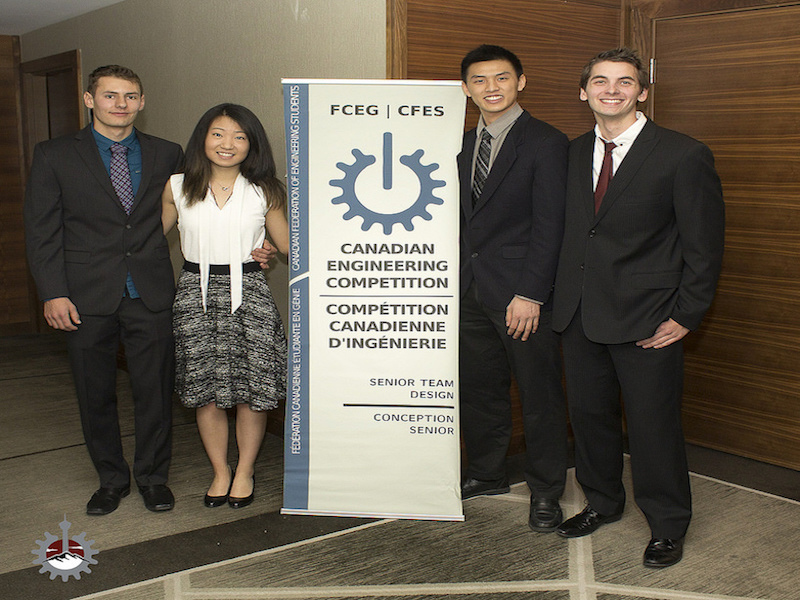 FCEG | CFES
CANADIAN
ENGINEERING
COMPETITION
COMPÉTITION
CANADIENNE
D'INGÉNIERIE
SENIOR TEAM
DESIGN
CONCEPTION
SENIOR
CANADIAN FEDERATION OF ENGINEERING STUDENTS
FÉDÉRATION CANADIENNE ÉTUDIANTE EN GÉNIE